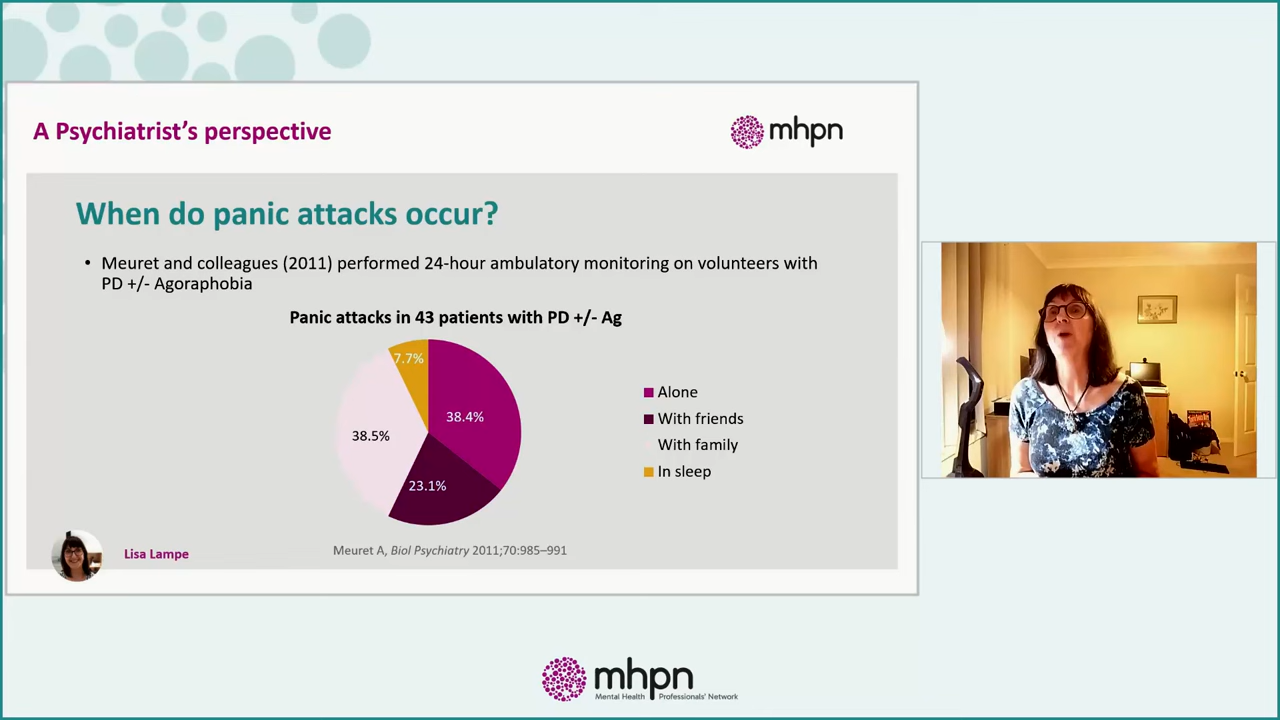 A Psychiatrist's perspective
mhpn
When do panic attacks occur?
• Meuret and colleagues (2011) performed 24-hour ambulatory monitoring on volunteers with
PD +/- Agoraphobia
Panic attacks in 43 patients with PD +/- Ag
7.7%
38.4%
38.5%
23.1%
Alone
With friends
With family
In sleep
Lisa Lampe
Meuret A, Biol Psychiatry 2011;70:985–991
mhpn
Mental Health Professionals' Network